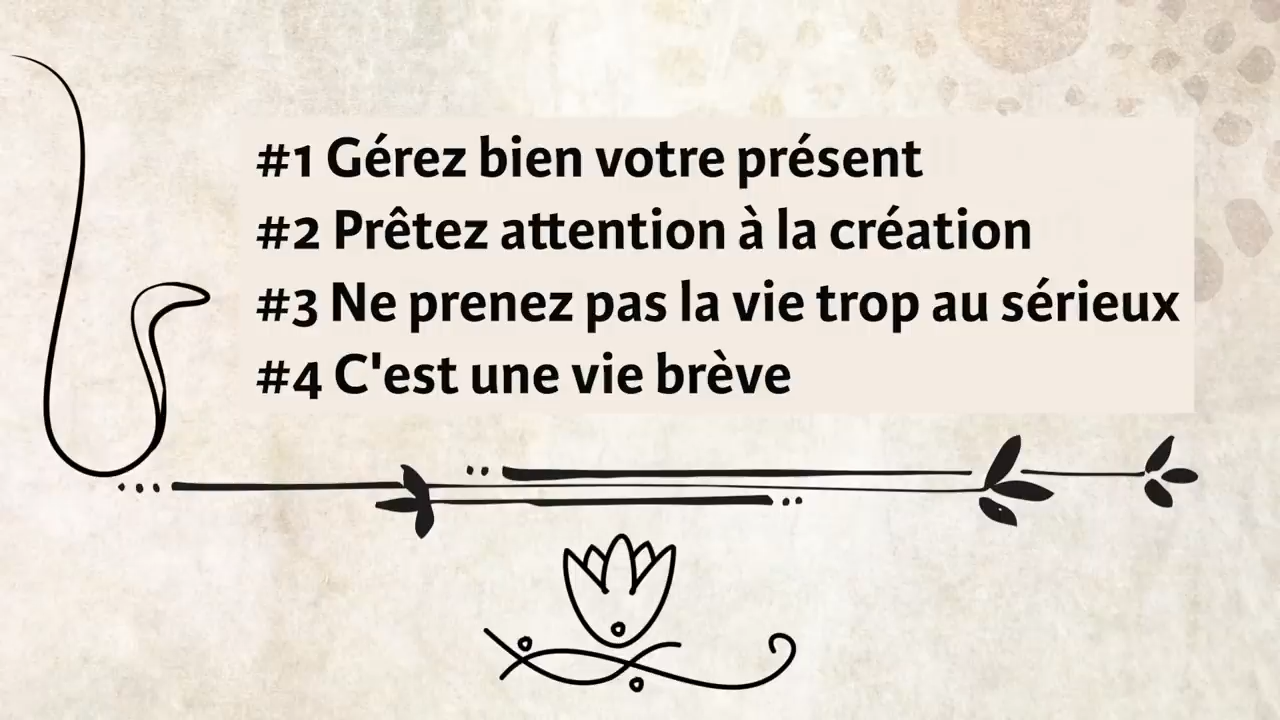 #1 Gérez bien votre présent
#2 Prêtez attention à la création
#3 Ne prenez pas la vie trop au sérieux
#4 C'est une vie brève